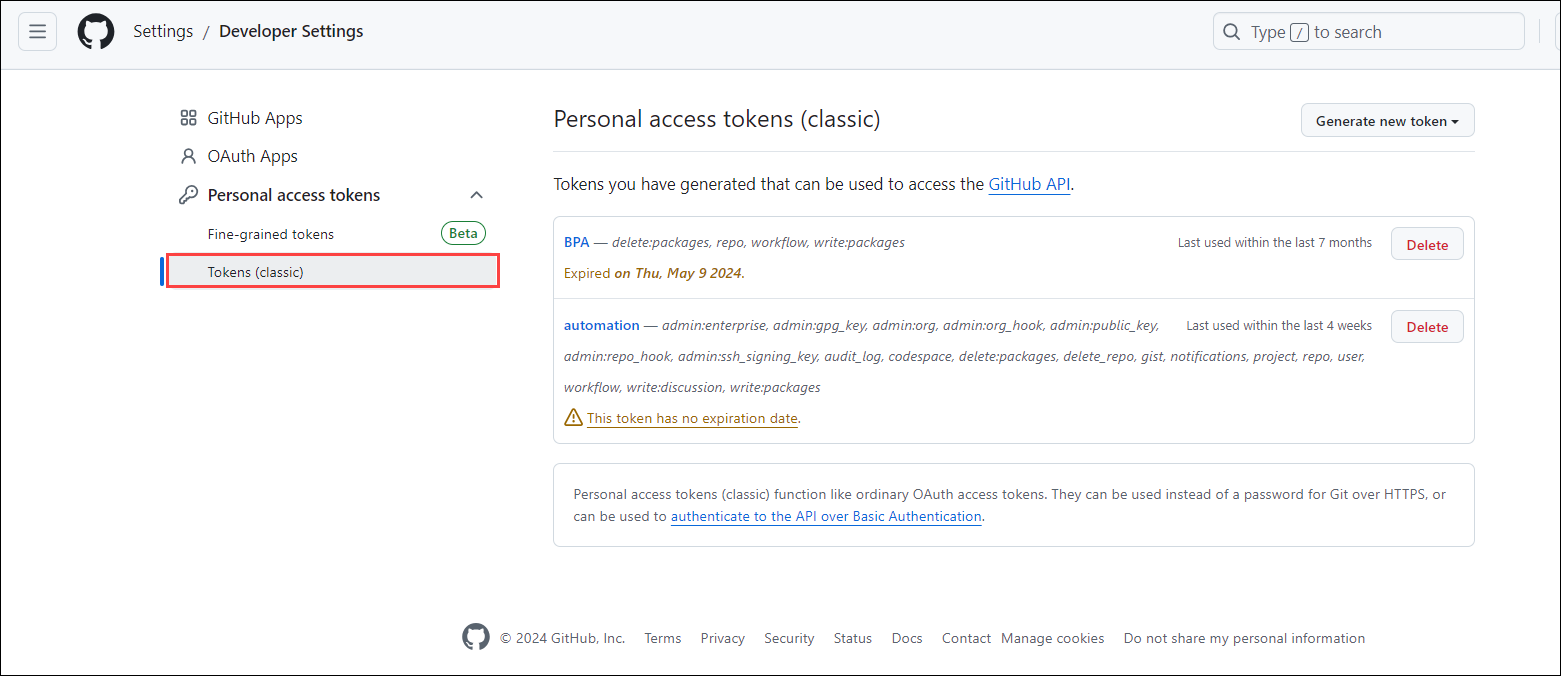 Settings / Developer Settings
Type / to search
GitHub Apps
OAuth Apps
Personal access tokens
Fine-grained tokens Beta
Tokens (classic)
Personal access tokens (classic)
Generate new token
Tokens you have generated that can be used to access the GitHub API.
BPA — delete:packages, repo, workflow, write:packages
Last used within the last 7 months
Delete
Expired on Thu, May 9 2024.
automation — admin:enterprise, admin:gpg_key, admin:org, admin:org_hook, admin:public_key,
Last used within the last 4 weeks
Delete
admin:repo_hook, admin:ssh_signing_key, audit_log, codespace, delete:packages, delete_repo, gist, notifications, project, repo, user,
workflow, write:discussion, write:packages
This token has no expiration date.
Personal access tokens (classic) function like ordinary OAuth access tokens. They can be used instead of a password for Git over HTTPS, or
can be used to authenticate to the API over Basic Authentication.
© 2024 GitHub, Inc. Terms Privacy Security Status Docs Contact Manage cookies Do not share my personal information